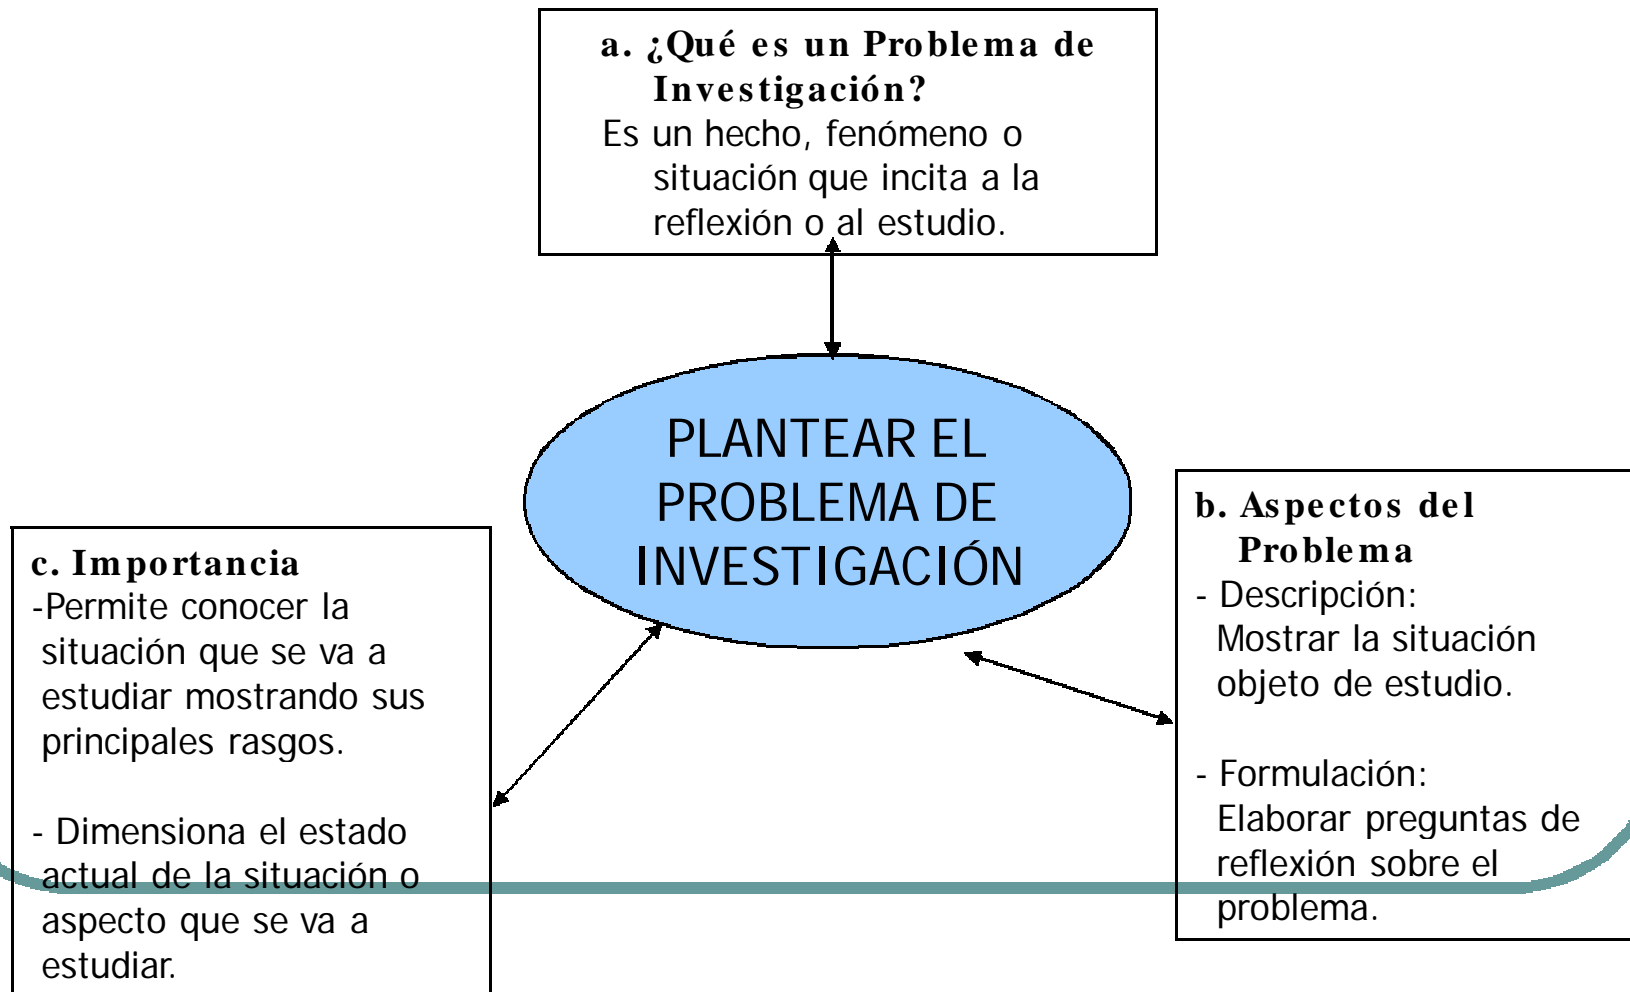 a. ¿Qué es un Problema de
Investigación?
Es un hecho, fenómeno o
situación que incita a la
reflexión o al estudio.
PLANTEAR EL
PROBLEMA DE
INVESTIGACIÓN
b. Aspectos del
Problema
- Descripción:
Mostrar la situación
objeto de estudio.
- Formulación:
Elaborar preguntas de
reflexión sobre el
problema.
c. Importancia
-Permite conocer la
situación que se va a
estudiar mostrando sus
principales rasgos.
- Dimensiona el estado
actual de la situación o
aspecto que se va a
estudiar.